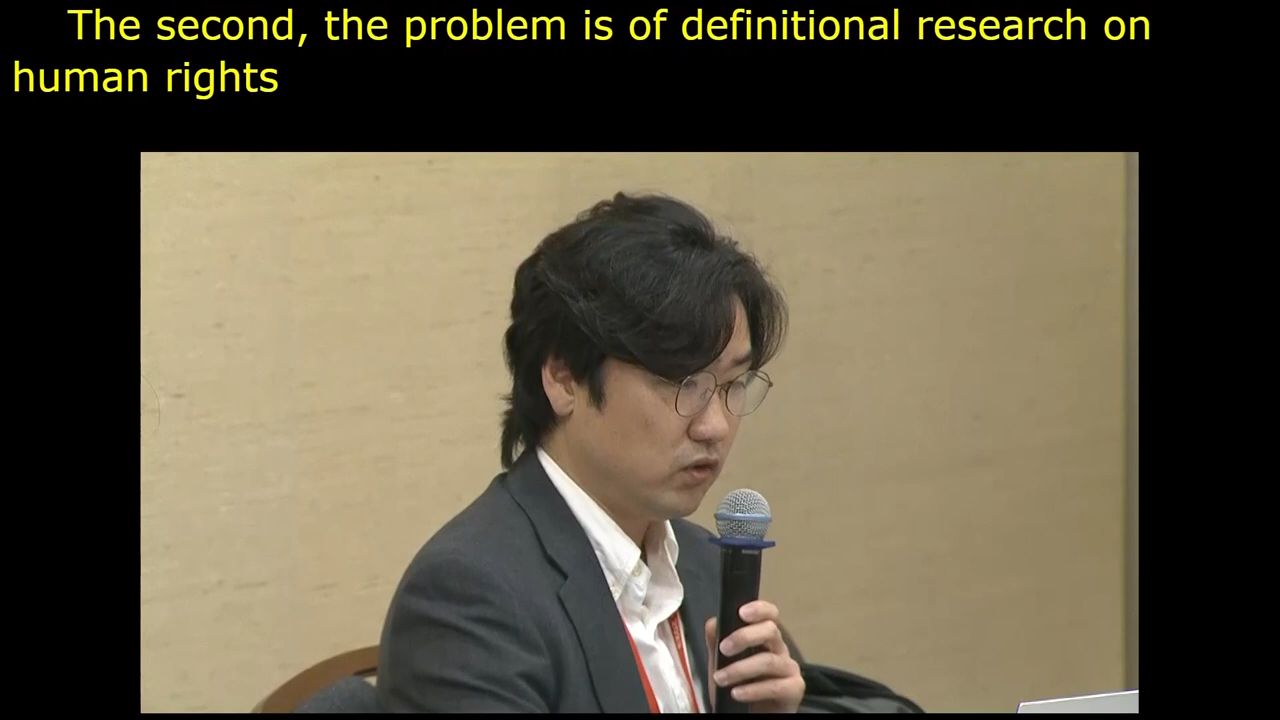 The second, the problem is of definitional research on
human rights